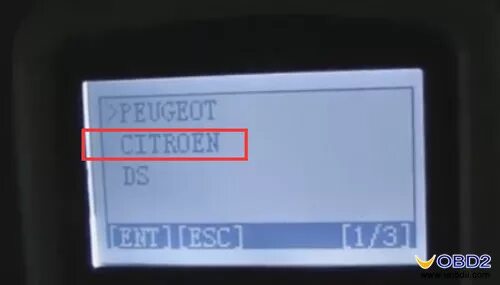 >PEUGEOT
CITROEN
DS
[ENT][ESC] [1/3]
OBD2